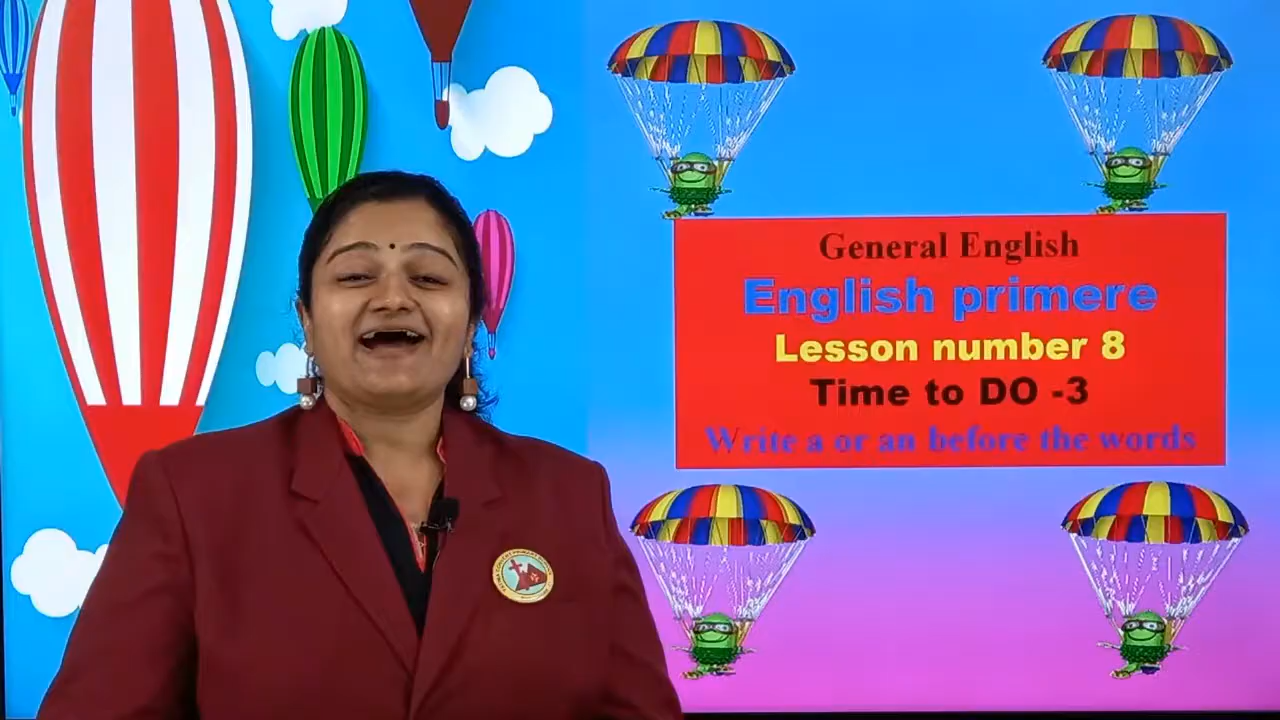 General English
English primere
Lesson number 8
Time to DO -3
Write a or an before the words